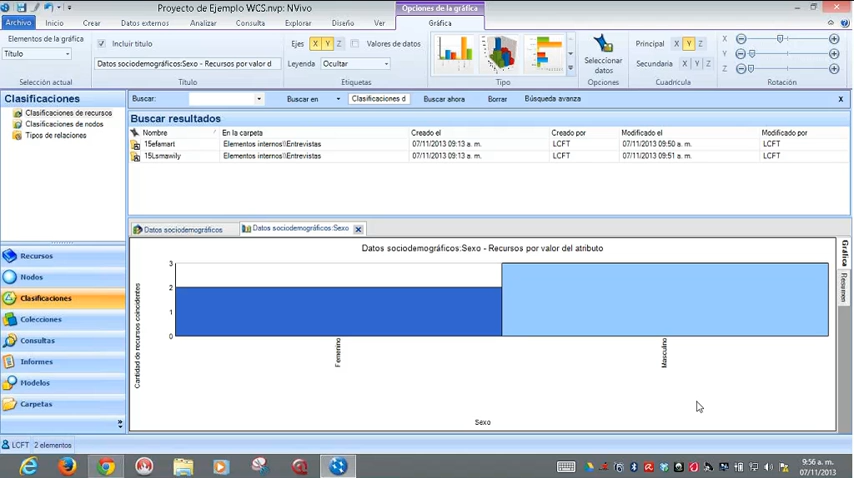 Proyecto de Ejemplo WCS.nvp: NVivo
Opciones de la gráfica
Archivo Inicio Crear Datos externos Analizar Consulta Explorar Diseño Ver Gráfica
Elementos de la gráfica
Título
Selección actual
Incluir título
Datos sociodemográficos:Sexo - Recursos por valor d
Título
Ejes X Y Z Valores de datos
Leyenda Ocultar
Etiquetas
Tipo
Seleccionar datos
Opciones
Principal X Y Z
Secundaria X Y Z
Cuadrícula
X
Y
Z
Rotación
Clasificaciones
Clasificaciones de recursos
Clasificaciones de nodos
Tipos de relaciones
Buscar: Buscar en Clasificaciones d Buscar ahora Borrar Búsqueda avanza x
Buscar resultados
Nombre En la carpeta Creado el Creado por Modificado el Modificado por
15efamart Elementos internos\\Entrevistas 07/11/2013 09:13 a. m. LCFT 07/11/2013 09:50 a. m. LCFT
15Lsmawily Elementos internos\\Entrevistas 07/11/2013 09:13 a. m. LCFT 07/11/2013 09:51 a. m. LCFT
Datos sociodemográficos Datos sociodemográficos:Sexo
Datos sociodemográficos:Sexo - Recursos por valor del atributo
Cantidad de recursos coincidentes
3
2
1
0
Femenino
Masculino
Sexo
Gráfica
Resumen
Recursos
Nodos
Clasificaciones
Colecciones
Consultas
Informes
Modelos
Carpetas
LCFT 2 elementos
9:56 a. m.
07/11/2013